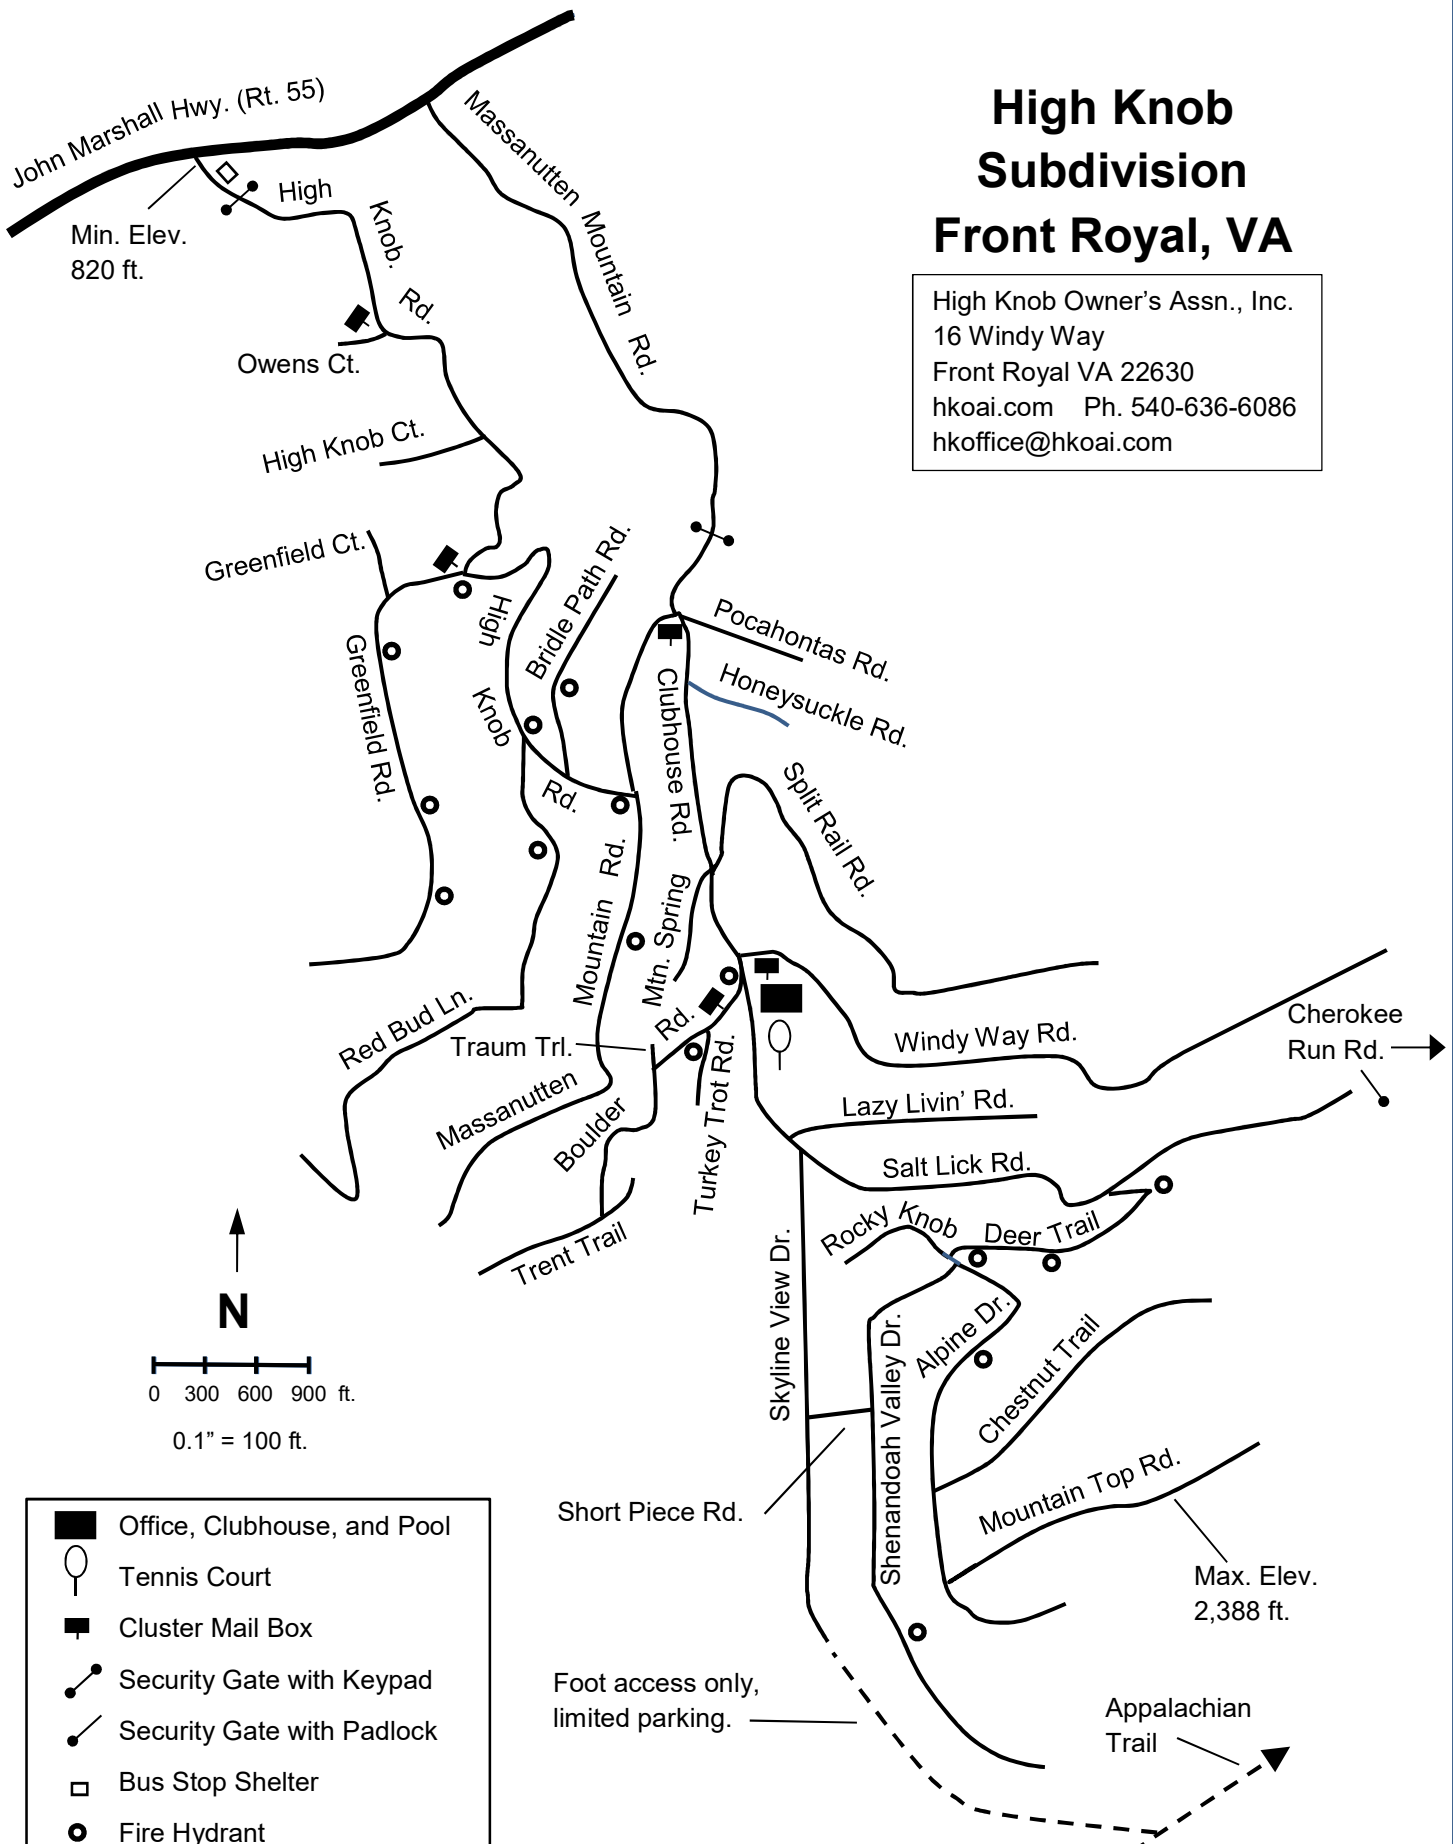 High Knob
Subdivision
Front Royal, VA
High Knob Owner's Assn., Inc.
16 Windy Way
Front Royal VA 22630
hkoai.com Ph. 540-636-6086
hkoffice@hkoai.com
John Marshall Hwy. (Rt. 55)
Massanutten Mountain Rd.
High Knob. Rd.
Min. Elev.
820 ft.
Owens Ct.
High Knob Ct.
Greenfield Ct.
Greenfield Rd.
High Knob Rd.
Bridle Path Rd.
Pocahontas Rd.
Honeysuckle Rd.
Clubhouse Rd.
Split Rail Rd.
Massanutten Mountain Rd.
Mtn. Spring
Red Bud Ln.
Traum Trl.
Boulder Rd.
Turkey Trot Rd.
Trent Trail
Windy Way Rd.
Cherokee
Run Rd.
Lazy Livin' Rd.
Salt Lick Rd.
Rocky Knob
Deer Trail
Skyline View Dr.
Shenandoah Valley Dr.
Alpine Dr.
Chestnut Trail
Mountain Top Rd.
Short Piece Rd.
Max. Elev.
2,388 ft.
Foot access only,
limited parking.
Appalachian
Trail
N
0 300 600 900 ft.
0.1" = 100 ft.
Office, Clubhouse, and Pool
Tennis Court
Cluster Mail Box
Security Gate with Keypad
Security Gate with Padlock
Bus Stop Shelter
Fire Hydrant